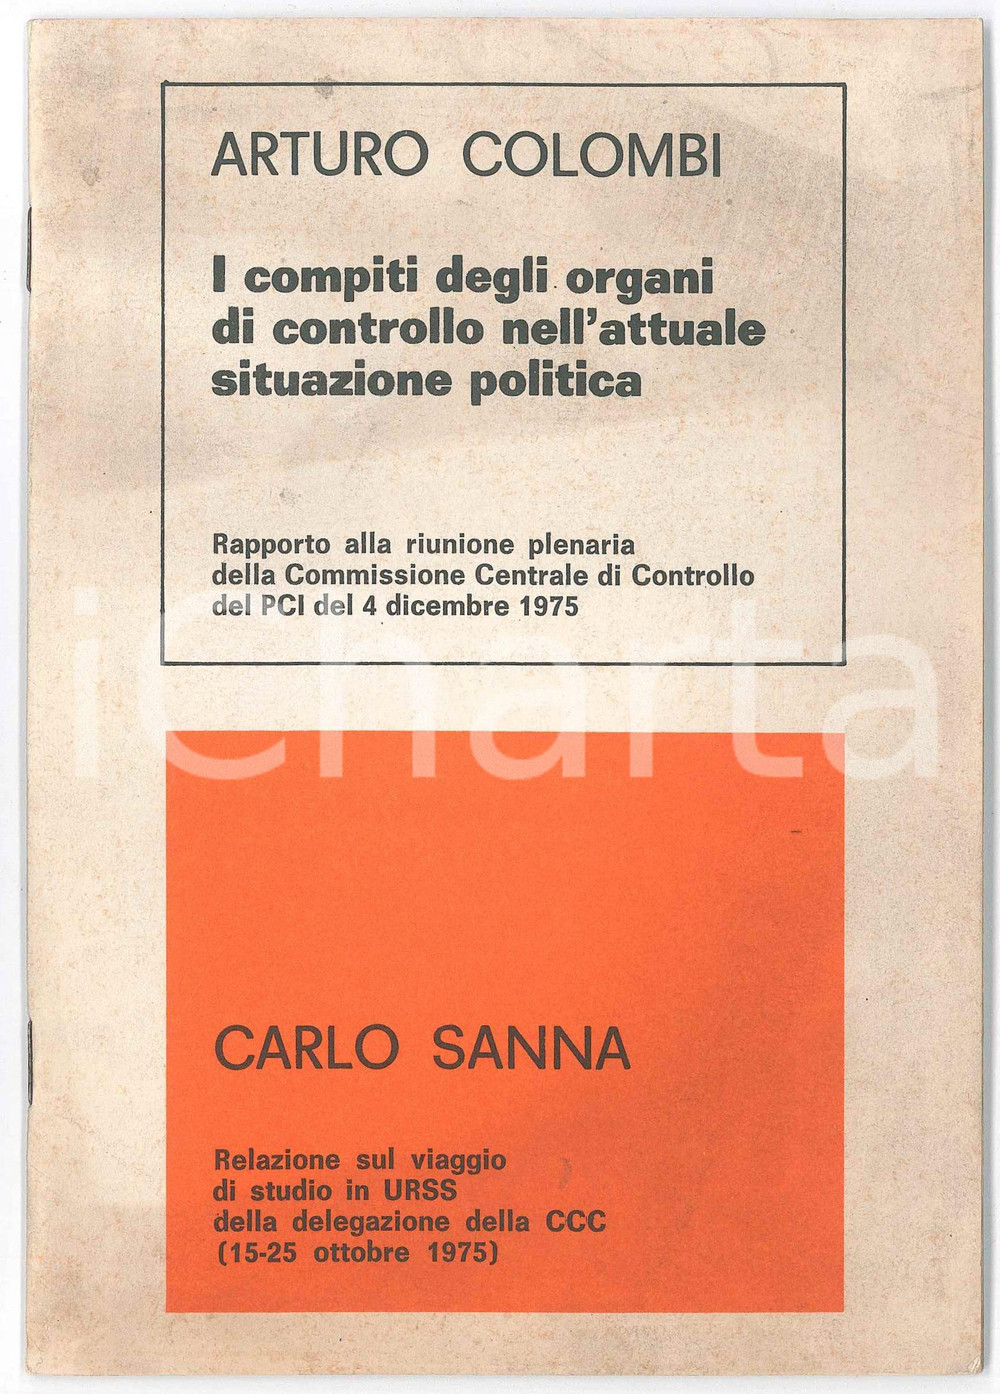 ARTURO COLOMBI
I compiti degli organi
di controllo nell'attuale
situazione politica
Rapporto alla riunione plenaria
della Commissione Centrale di Controllo
del PCI del 4 dicembre 1975
iCharta
CARLO SANNA
Relazione sul viaggio
di studio in URSS
della delegazione della CCC
(15-25 ottobre 1975)